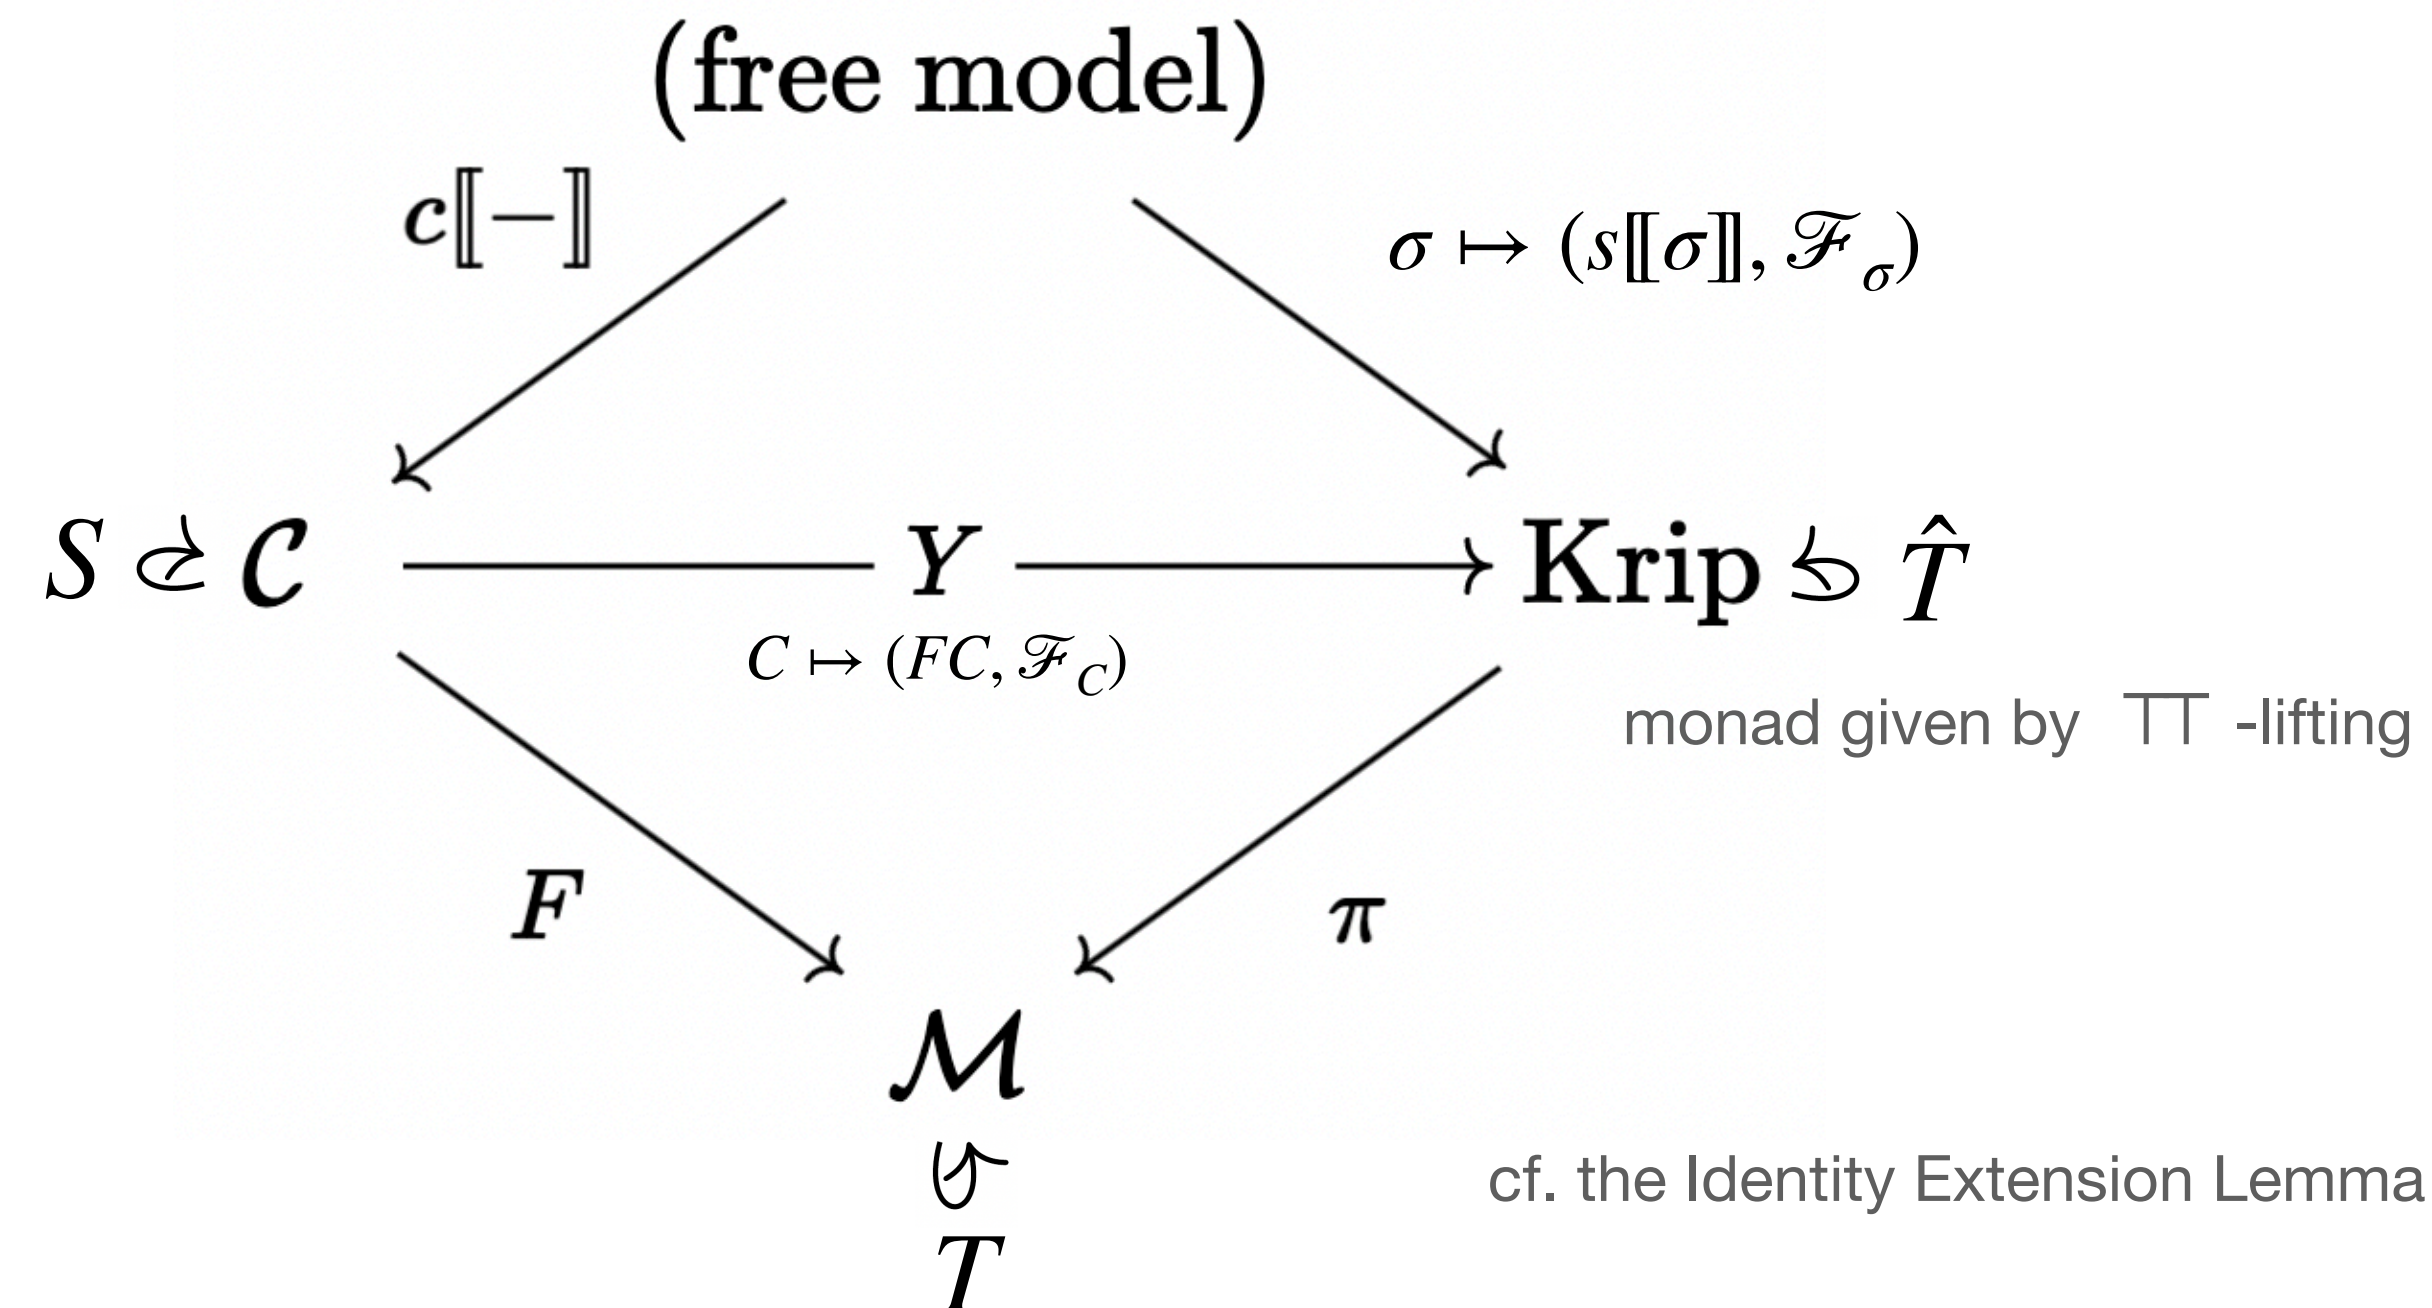 (free model)
c⟦−⟧
σ ↦ (s⟦σ⟧, ℱ_σ)
S 𝒞 Y Krip T̂
C ↦ (FC, ℱ_C)
monad given by ⊤⊤ -lifting
F π
ℳ
cf. the Identity Extension Lemma
T